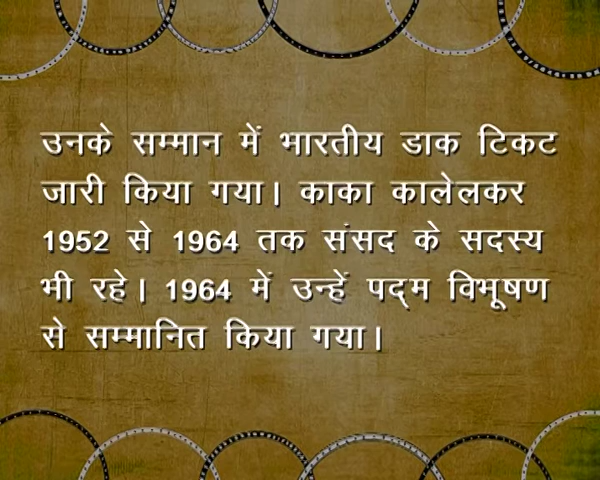 उनके सम्मान में भारतीय डाक टिकट
जारी किया गया। काका कालेलकर
1952 से 1964 तक संसद के सदस्य
भी रहे। 1964 में उन्हें पद्म विभूषण
से सम्मानित किया गया।